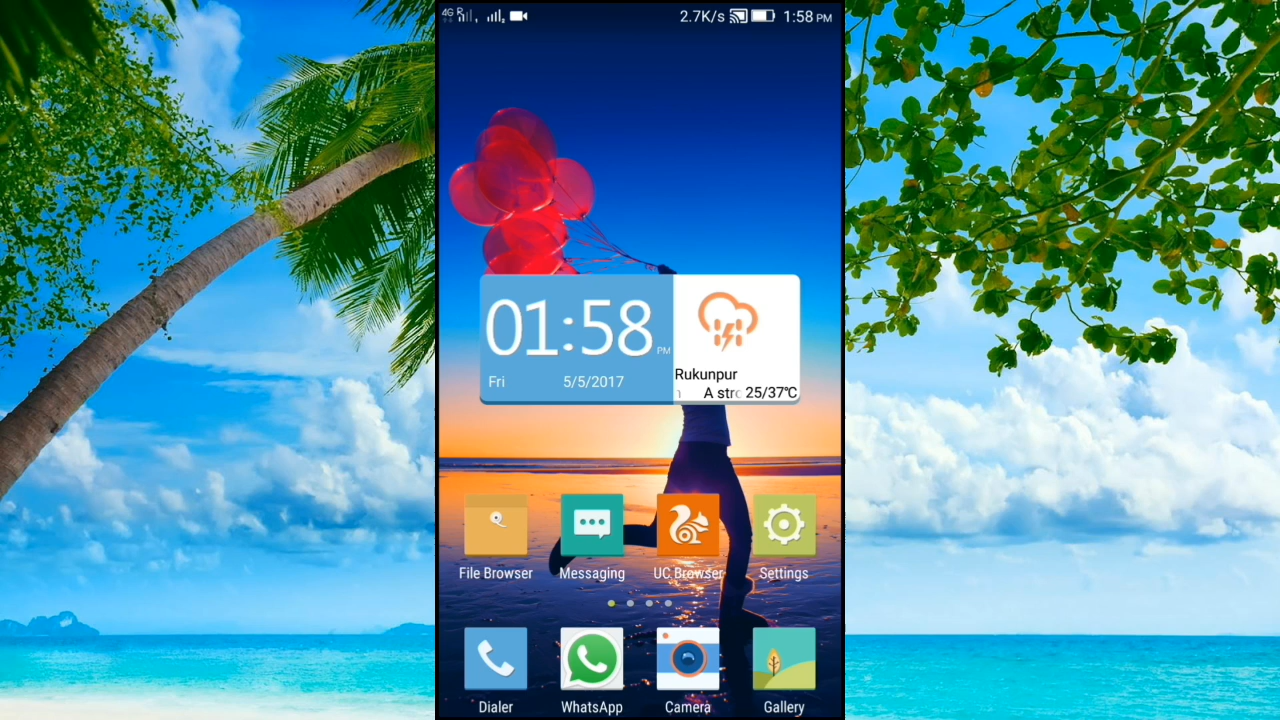 4G R 2.7K/s 1:58 PM
01:58 PM
Fri 5/5/2017
Rukunpur
A str 25/37℃
File Browser Messaging UC Browser Settings
Dialer WhatsApp Camera Gallery